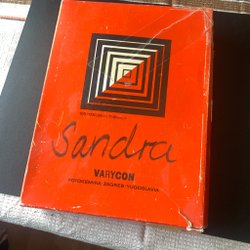 Sandra
VARYCON
FOTOKEMIKA ZAGREB YUGOSLAVIA